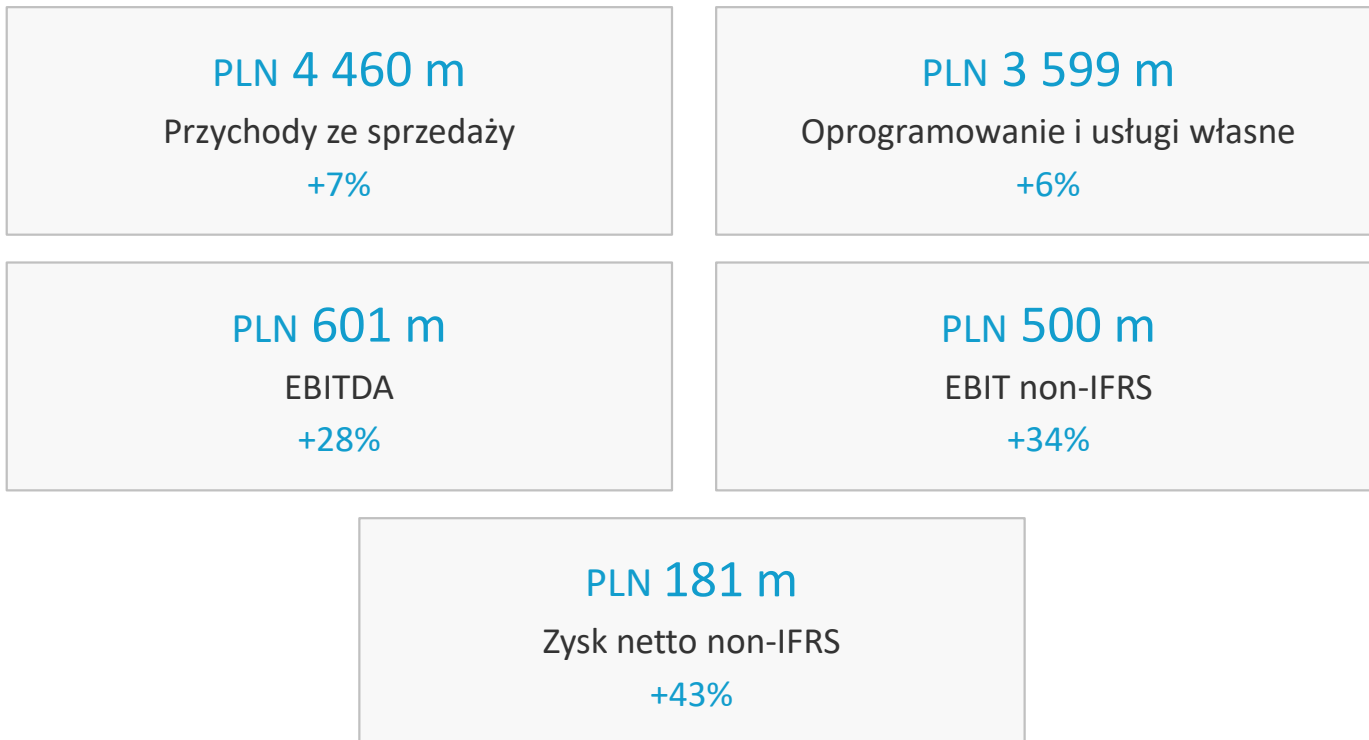 PLN 4 460 m
Przychody ze sprzedaży
+7%
PLN 3 599 m
Oprogramowanie i usługi własne
+6%
PLN 601 m
EBITDA
+28%
PLN 500 m
EBIT non-IFRS
+34%
PLN 181 m
Zysk netto non-IFRS
+43%